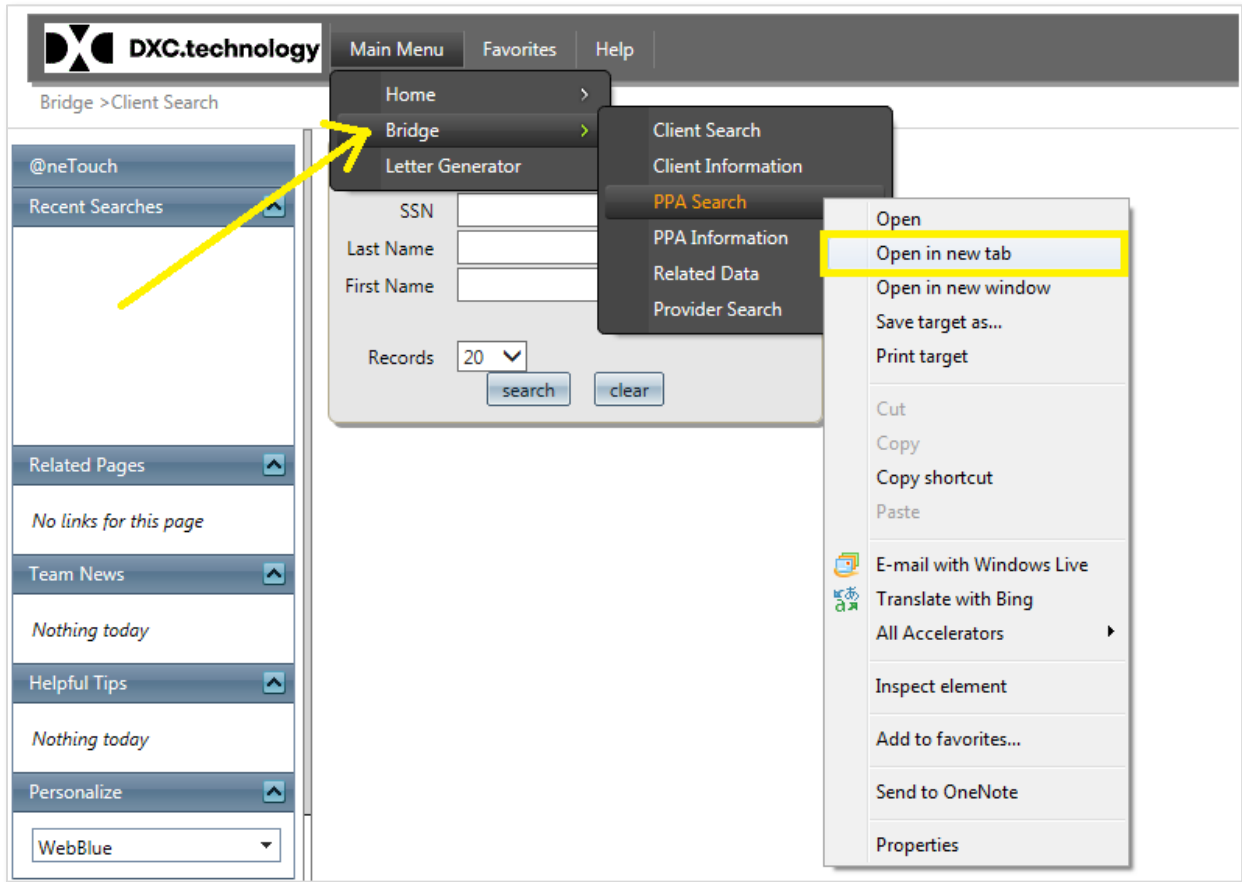 DXC.technology
Main Menu
Favorites
Help
Bridge >Client Search
Home
Bridge
Letter Generator
Client Search
Client Information
PPA Search
PPA Information
Related Data
Provider Search
Open
Open in new tab
Open in new window
Save target as...
Print target
Cut
Copy
Copy shortcut
Paste
E-mail with Windows Live
Translate with Bing
All Accelerators
Inspect element
Add to favorites...
Send to OneNote
Properties
SSN
Last Name
First Name
Records 20
search clear
@neTouch
Recent Searches
Related Pages
No links for this page
Team News
Nothing today
Helpful Tips
Nothing today
Personalize
WebBlue